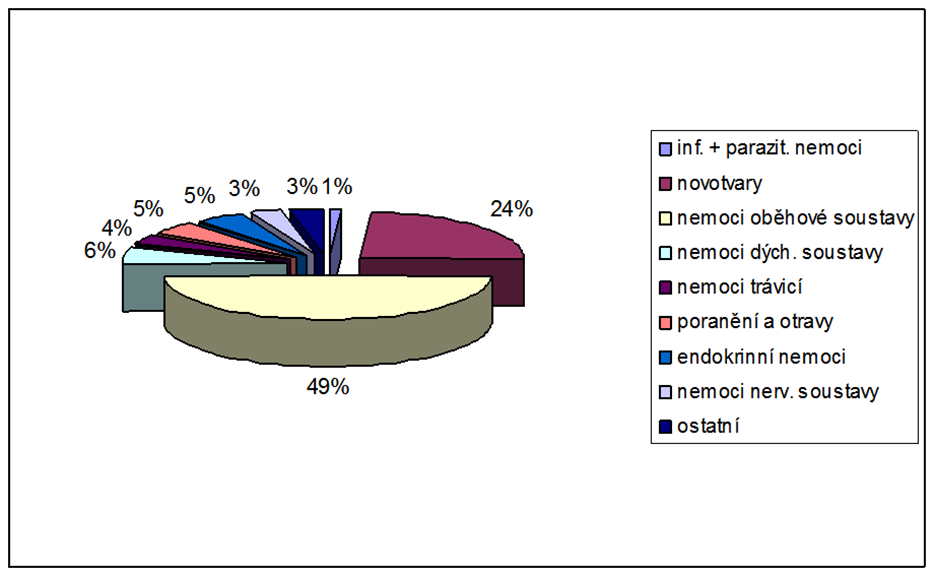 3%
3%
1%
5%
5%
4%
6%
24%
49%
inf. + parazit. nemoci
novotvary
nemoci oběhové soustavy
nemoci dých. soustavy
nemoci trávicí
poranění a otravy
endokrinní nemoci
nemoci nerv. soustavy
ostatní